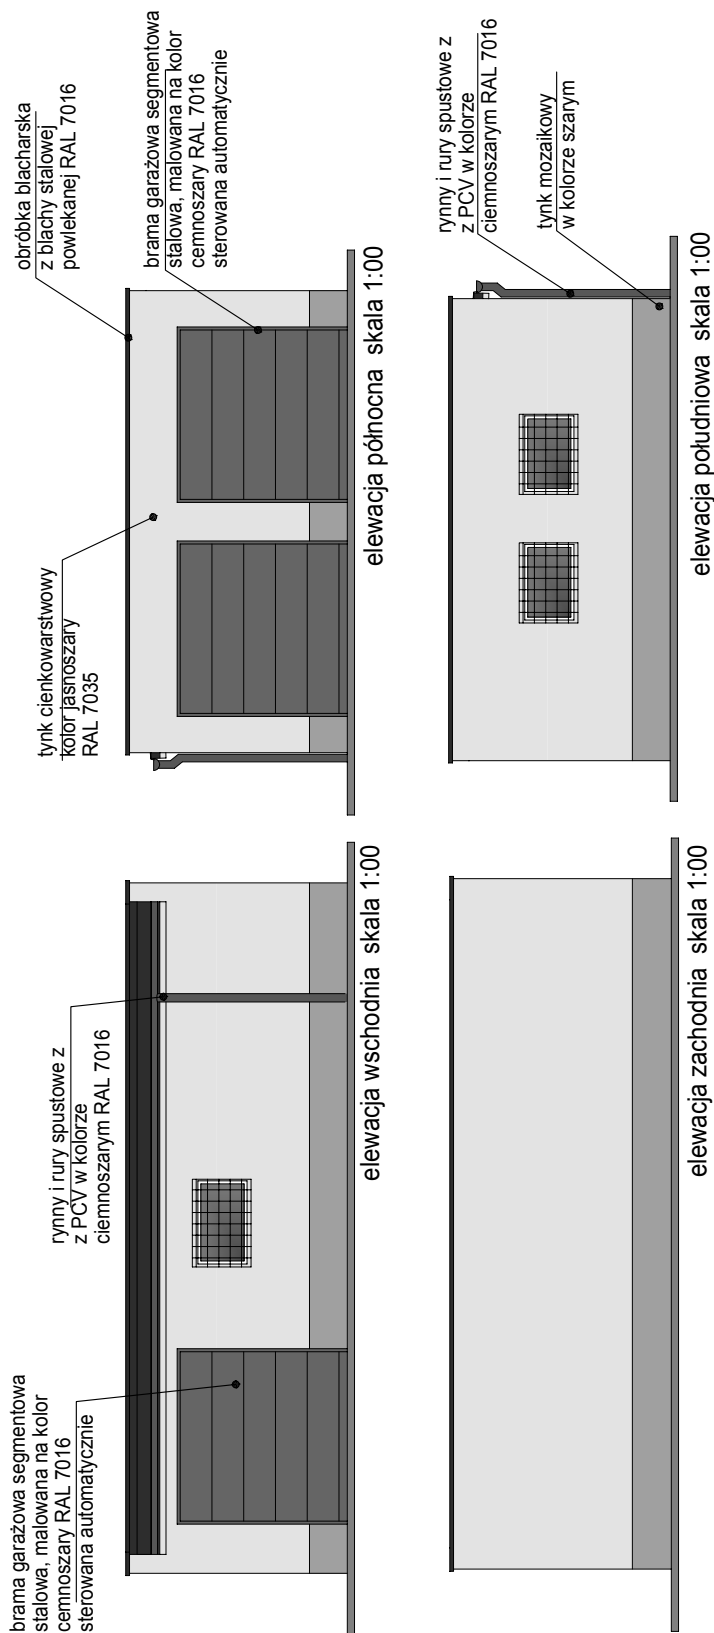 brama garażowa segmentowa
stalowa, malowana na kolor
cemnoszary RAL 7016
sterowana automatycznie
rynny i rury spustowe z
z PCV w kolorze
ciemnoszarym RAL 7016
elewacja wschodnia  skala 1:00
tynk cienkowarstwowy
kolor jasnoszary
RAL 7035
obróbka blacharska
z blachy stalowej
powlekanej RAL 7016
brama garażowa segmentowa
stalowa, malowana na kolor
cemnoszary RAL 7016
sterowana automatycznie
elewacja północna  skala 1:00
elewacja zachodnia  skala 1:00
rynny i rury spustowe z
z PCV w kolorze
ciemnoszarym RAL 7016
tynk mozaikowy
w kolorze szarym
elewacja południowa  skala 1:00